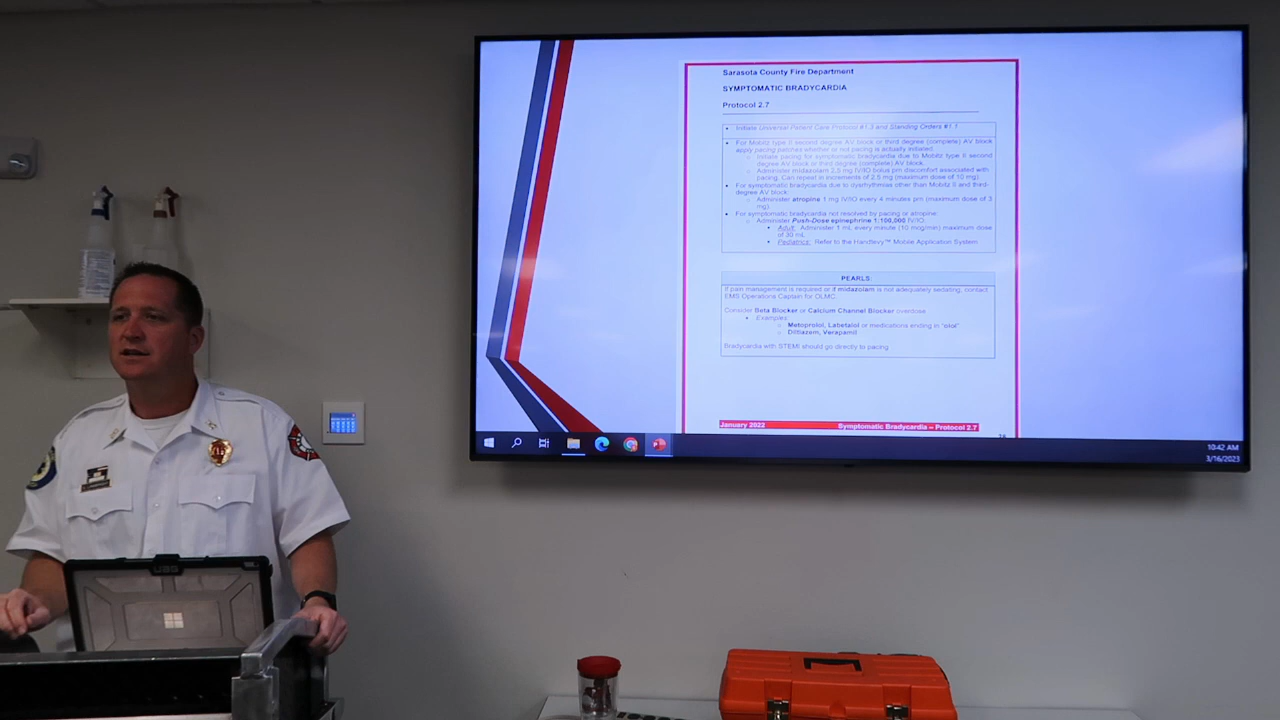 Sarasota County Fire Department
SYMPTOMATIC BRADYCARDIA
Protocol 2.7
• Initiate Universal Patient Care Protocol #1.3 and Standing Orders #1.1
• For Mobitz type II second degree AV block or third degree (complete) AV block
apply pacing patches whether or not pacing is actually initiated.
○ Initiate pacing for symptomatic bradycardia due to Mobitz type II second
degree AV block or third degree (complete) AV block.
○ Administer midazolam 2.5 mg IV/IO bolus prn discomfort associated with
pacing. Can repeat in increments of 2.5 mg (maximum dose of 10 mg)
• For symptomatic bradycardia due to dysrhythmias other than Mobitz II and third-
degree AV block:
○ Administer atropine 1 mg IV/IO every 4 minutes prn (maximum dose of 3
mg)
• For symptomatic bradycardia not resolved by pacing or atropine:
○ Administer Push-Dose epinephrine 1:100,000 IV/IO.
▪ Adult: Administer 1 mL every minute (10 mcg/min) maximum dose
of 30 mL
▪ Pediatrics: Refer to the Handtevy™ Mobile Application System
PEARLS:
If pain management is required or if midazolam is not adequately sedating, contact
EMS Operations Captain for OLMC.
Consider Beta Blocker or Calcium Channel Blocker overdose
• Examples
○ Metoprolol, Labetalol or medications ending in "olol"
○ Diltiazem, Verapamil
Bradycardia with STEMI should go directly to pacing
January 2022 Symptomatic Bradycardia – Protocol 2.7
10:42 AM
3/16/2023
UAG